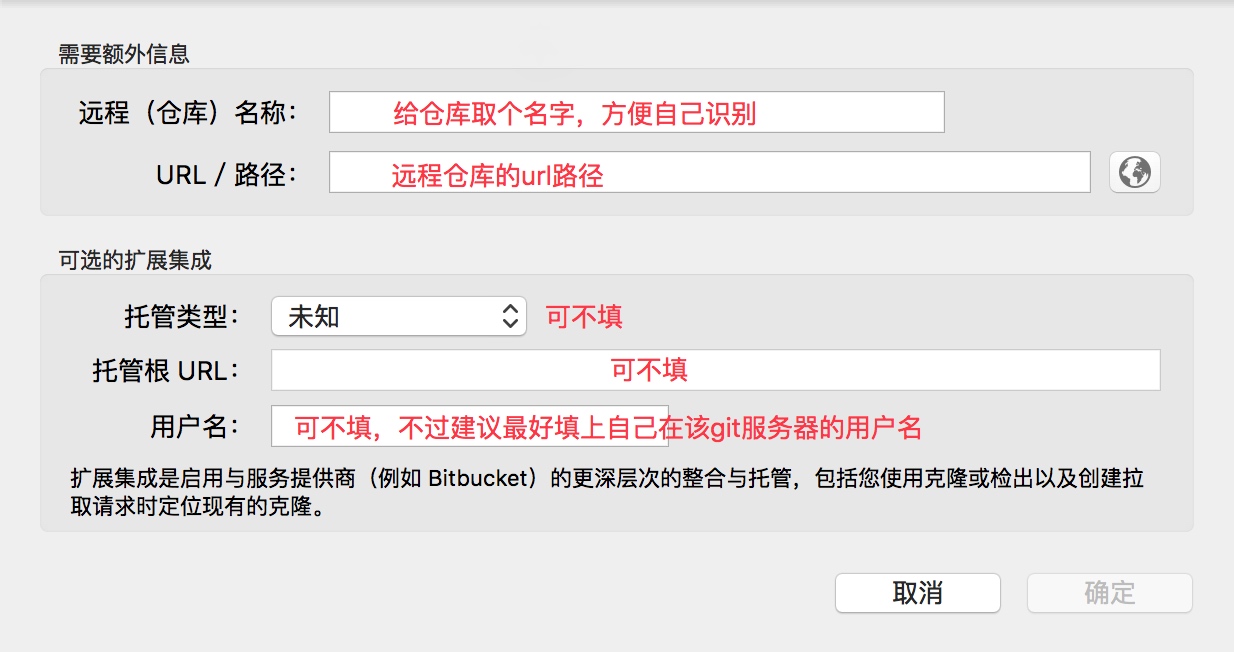 需要额外信息
远程（仓库）名称： 给仓库取个名字，方便自己识别
URL / 路径： 远程仓库的url路径
可选的扩展集成
托管类型： 未知 可不填
托管根 URL： 可不填
用户名： 可不填，不过建议最好填上自己在该git服务器的用户名
扩展集成是启用与服务提供商（例如 Bitbucket）的更深层次的整合与托管，包括您使用克隆或检出以及创建拉
取请求时定位现有的克隆。
取消 确定